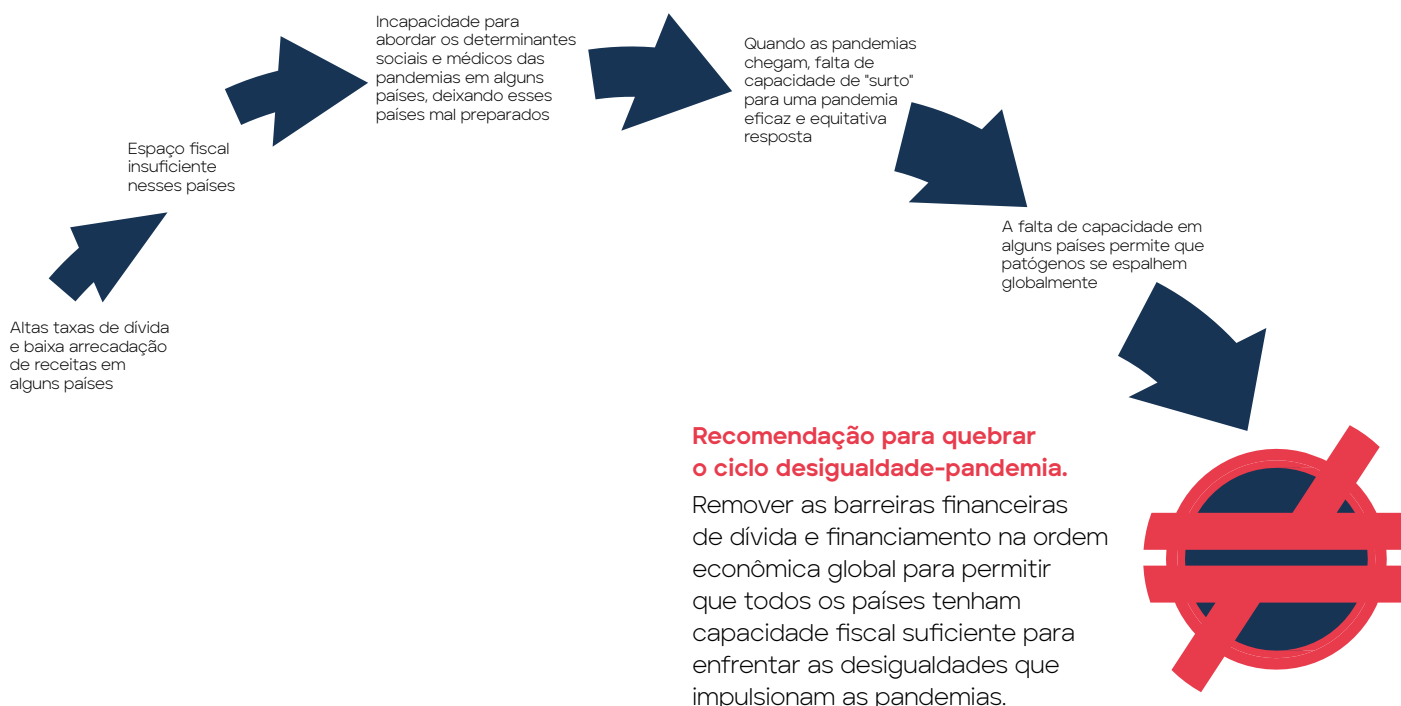 Altas taxas de dívida
e baixa arrecadação
de receitas em
alguns países
Espaço fiscal
insuficiente
nesses países
Incapacidade para
abordar os determinantes
sociais e médicos das
pandemias em alguns
países, deixando esses
países mal preparados
Quando as pandemias
chegam, falta de
capacidade de "surto"
para uma pandemia
eficaz e equitativa
resposta
A falta de capacidade em
alguns países permite que
patógenos se espalhem
globalmente
Recomendação para quebrar
o ciclo desigualdade-pandemia.
Remover as barreiras financeiras
de dívida e financiamento na ordem
econômica global para permitir
que todos os países tenham
capacidade fiscal suficiente para
enfrentar as desigualdades que
impulsionam as pandemias.